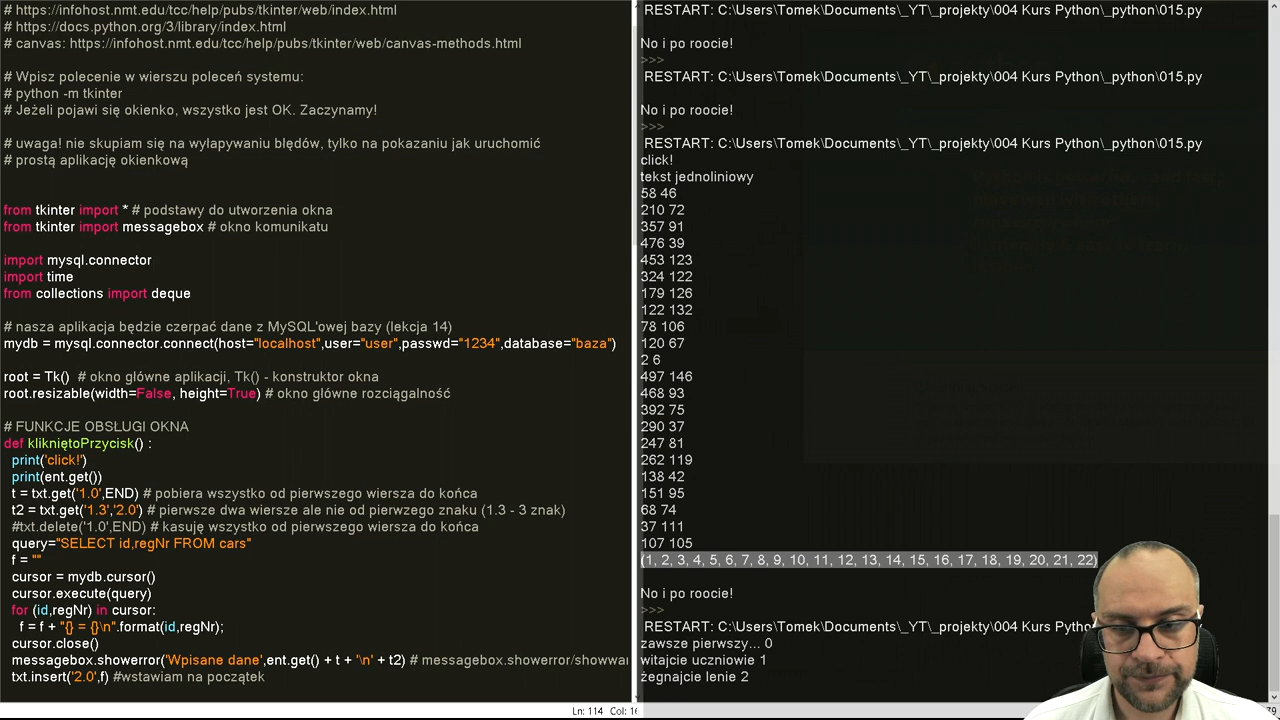 # https://infohost.nmt.edu/tcc/help/pubs/tkinter/web/index.html
# https://docs.python.org/3/library/index.html
# canvas: https://infohost.nmt.edu/tcc/help/pubs/tkinter/web/canvas-methods.html
# Wpisz polecenie w wierszu poleceń systemu:
# python -m tkinter
# Jeżeli pojawi się okienko, wszystko jest OK. Zaczynamy!
# uwaga! nie skupiam się na wyłapywaniu błędów, tylko na pokazaniu jak uruchomić
# prostą aplikację okienkową
from tkinter import * # podstawy do utworzenia okna
from tkinter import messagebox # okno komunikatu
import mysql.connector
import time
from collections import deque
# nasza aplikacja będzie czerpać dane z MySQL'owej bazy (lekcja 14)
mydb = mysql.connector.connect(host="localhost",user="user",passwd="1234",database="baza")
root = Tk()  # okno główne aplikacji, Tk() - konstruktor okna
root.resizable(width=False, height=True) # okno główne rozciągalność
# FUNKCJE OBSŁUGI OKNA
def klikniętoPrzycisk() :
print('click!')
print(ent.get())
t = txt.get('1.0',END) # pobiera wszystko od pierwszego wiersza do końca
t2 = txt.get('1.3','2.0') # pierwsze dwa wiersze ale nie od pierwzego znaku (1.3 - 3 znak)
#txt.delete('1.0',END) # kasuję wszystko od pierwszego wiersza do końca
query="SELECT id,regNr FROM cars"
f = ""
cursor = mydb.cursor()
cursor.execute(query)
for (id,regNr) in cursor:
f = f + "{} = {}\n".format(id,regNr);
cursor.close()
messagebox.showerror('Wpisane dane',ent.get() + t + '\n' + t2) # messagebox.showerror/showwa
txt.insert('2.0',f) #wstawiam na początek
Ln: 114 Col: 16
RESTART: C:\Users\Tomek\Documents\_YT\_projekty\004 Kurs Python\_python\015.py
No i po roocie!
>>>
RESTART: C:\Users\Tomek\Documents\_YT\_projekty\004 Kurs Python\_python\015.py
No i po roocie!
>>>
RESTART: C:\Users\Tomek\Documents\_YT\_projekty\004 Kurs Python\_python\015.py
click!
tekst jednoliniowy
58 46
210 72
357 91
476 39
453 123
324 122
179 126
122 132
78 106
120 67
2 6
497 146
468 93
392 75
290 37
247 81
262 119
138 42
151 95
68 74
37 111
107 105
(1, 2, 3, 4, 5, 6, 7, 8, 9, 10, 11, 12, 13, 14, 15, 16, 17, 18, 19, 20, 21, 22)
No i po roocie!
>>>
RESTART: C:\Users\Tomek\Documents\_YT\_projekty\004 Kurs Pytho
zawsze pierwszy... 0
witajcie uczniowie 1
żegnajcie lenie 2
79